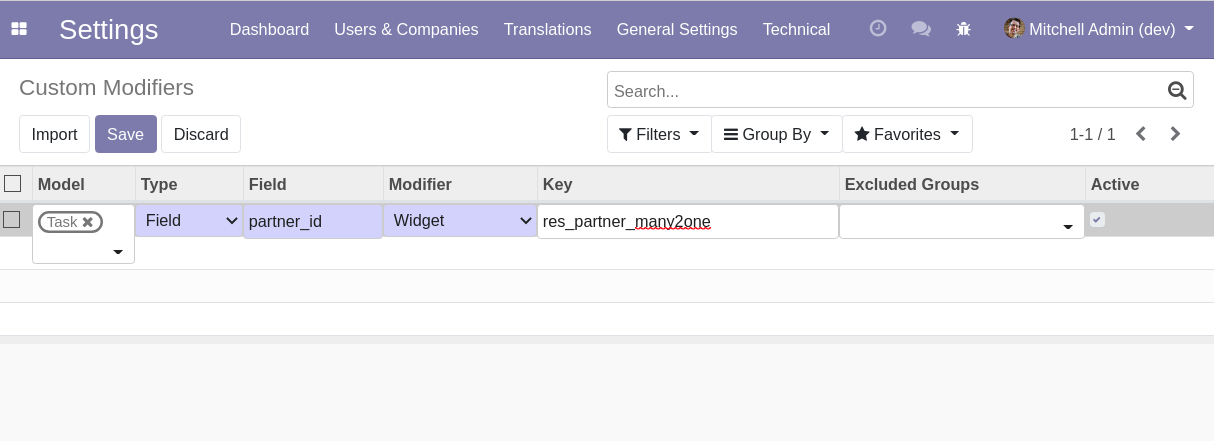 Settings Dashboard Users & Companies Translations General Settings Technical Mitchell Admin (dev)
Custom Modifiers
Search...
Import Save Discard Filters Group By Favorites 1-1 / 1
Model Type Field Modifier Key Excluded Groups Active
Task Field partner_id Widget res_partner_many2one